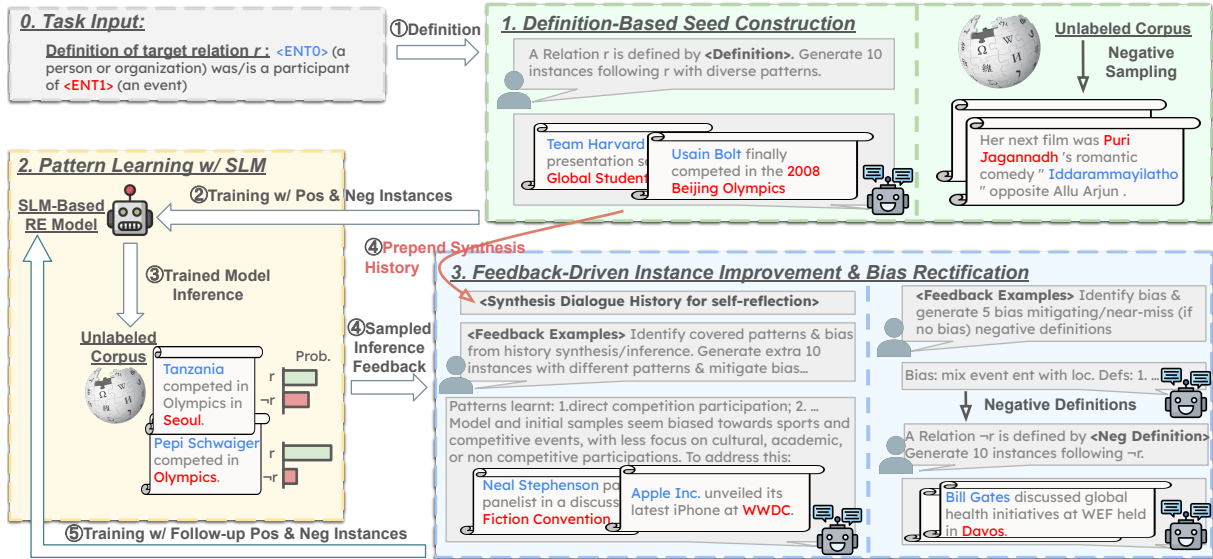 0. Task Input:
Definition of target relation r : <ENT0> (a
person or organization) was/is a participant
of <ENT1> (an event)
①Definition
1. Definition-Based Seed Construction
A Relation r is defined by <Definition>. Generate 10
instances following r with diverse patterns.
Team Harvard
presentation s
Global Student
Usain Bolt finally
competed in the 2008
Beijing Olympics
Unlabeled Corpus
Negative
Sampling
Her next film was Puri
Jagannadh 's romantic
comedy " Iddarammayilatho
" opposite Allu Arjun .
2. Pattern Learning w/ SLM
SLM-Based
RE Model
②Training w/ Pos & Neg Instances
③Trained Model
Inference
Unlabeled
Corpus
Prob.
Tanzania
competed in
Olympics in
Seoul.
r
¬r
Pepi Schwaiger
competed in
Olympics.
r
¬r
④Prepend Synthesis
History
④Sampled
Inference
Feedback
3. Feedback-Driven Instance Improvement & Bias Rectification
<Synthesis Dialogue History for self-reflection>
<Feedback Examples> Identify covered patterns & bias
from history synthesis/inference. Generate extra 10
instances with different patterns & mitigate bias...
Patterns learnt: 1.direct competition participation; 2. ...
Model and initial samples seem biased towards sports and
competitive events, with less focus on cultural, academic,
or non competitive participations. To address this:
Neal Stephenson pa
panelist in a discuss
Fiction Convention
Apple Inc. unveiled its
latest iPhone at WWDC.
<Feedback Examples> Identify bias &
generate 5 bias mitigating/near-miss (if
no bias) negative definitions
Bias: mix event ent with loc. Defs: 1. ...
Negative Definitions
A Relation ¬r is defined by <Neg Definition>
Generate 10 instances following ¬r.
Bill Gates discussed global
health initiatives at WEF held
in Davos.
⑤Training w/ Follow-up Pos & Neg Instances